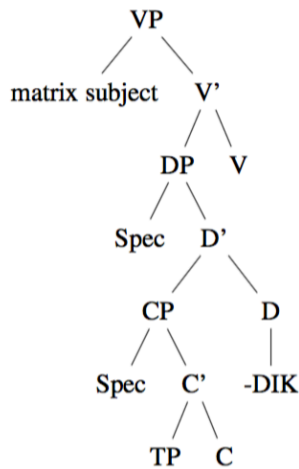 VP
matrix subject V’
DP V
Spec D’
CP D
Spec C’ -DIK
TP C